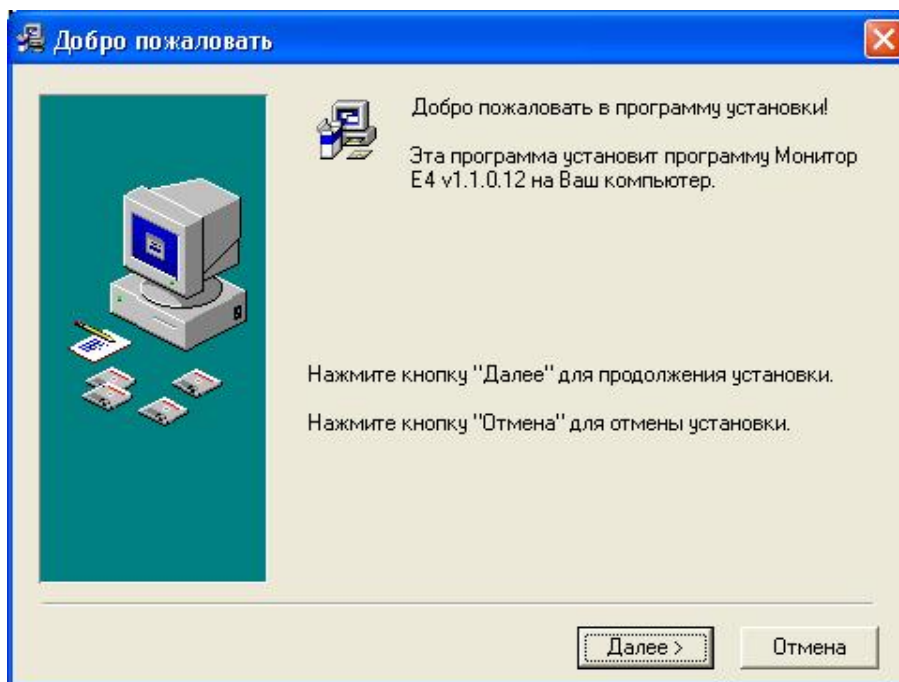 Добро пожаловать
Добро пожаловать в программу установки!
Эта программа установит программу Монитор
E4 v1.1.0.12 на Ваш компьютер.
Нажмите кнопку "Далее" для продолжения установки.
Нажмите кнопку "Отмена" для отмены установки.
Далее >
Отмена